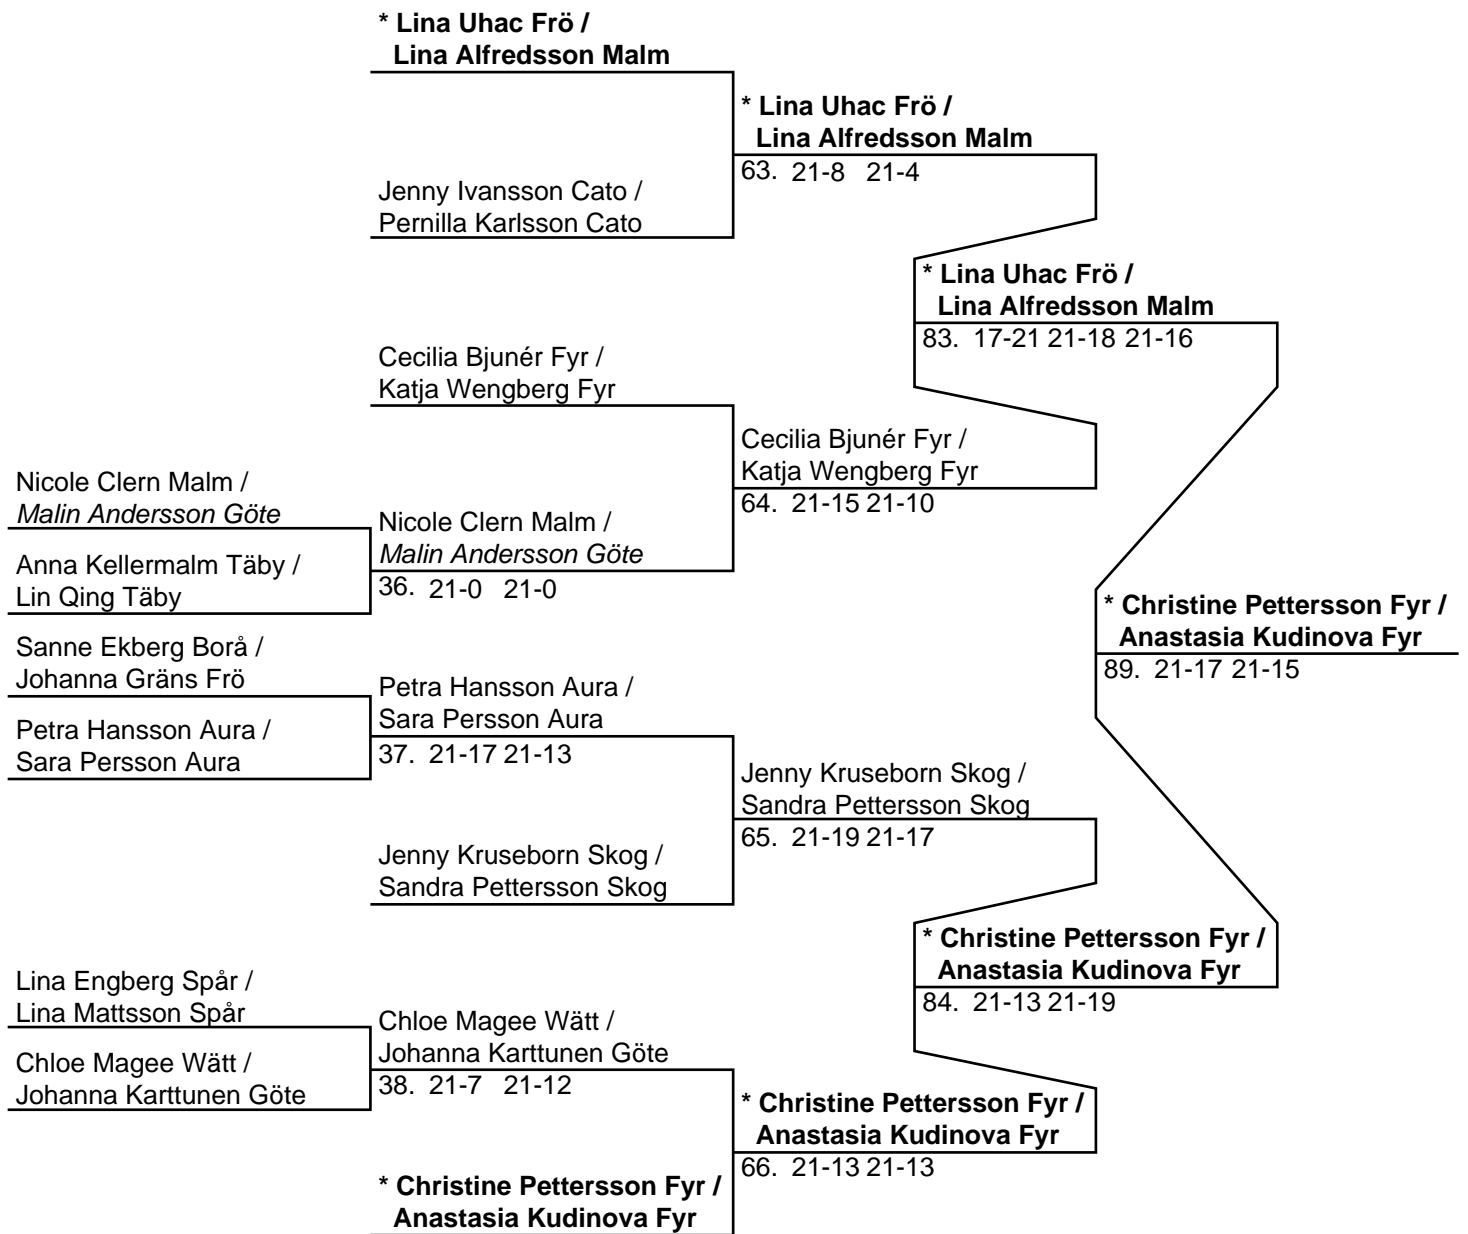 * Lina Uhac Frö /
Lina Alfredsson Malm
* Lina Uhac Frö /
Lina Alfredsson Malm
63. 21-8 21-4
Jenny Ivansson Cato /
Pernilla Karlsson Cato
* Lina Uhac Frö /
Lina Alfredsson Malm
83. 17-21 21-18 21-16
Cecilia Bjunér Fyr /
Katja Wengberg Fyr
Cecilia Bjunér Fyr /
Katja Wengberg Fyr
64. 21-15 21-10
Nicole Clern Malm /
Malin Andersson Göte
Nicole Clern Malm /
Malin Andersson Göte
36. 21-0 21-0
Anna Kellermalm Täby /
Lin Qing Täby
* Christine Pettersson Fyr /
Anastasia Kudinova Fyr
89. 21-17 21-15
Sanne Ekberg Borå /
Johanna Gräns Frö
Petra Hansson Aura /
Sara Persson Aura
37. 21-17 21-13
Petra Hansson Aura /
Sara Persson Aura
Jenny Kruseborn Skog /
Sandra Pettersson Skog
65. 21-19 21-17
Jenny Kruseborn Skog /
Sandra Pettersson Skog
* Christine Pettersson Fyr /
Anastasia Kudinova Fyr
84. 21-13 21-19
Lina Engberg Spår /
Lina Mattsson Spår
Chloe Magee Wätt /
Johanna Karttunen Göte
38. 21-7 21-12
Chloe Magee Wätt /
Johanna Karttunen Göte
* Christine Pettersson Fyr /
Anastasia Kudinova Fyr
66. 21-13 21-13
* Christine Pettersson Fyr /
Anastasia Kudinova Fyr